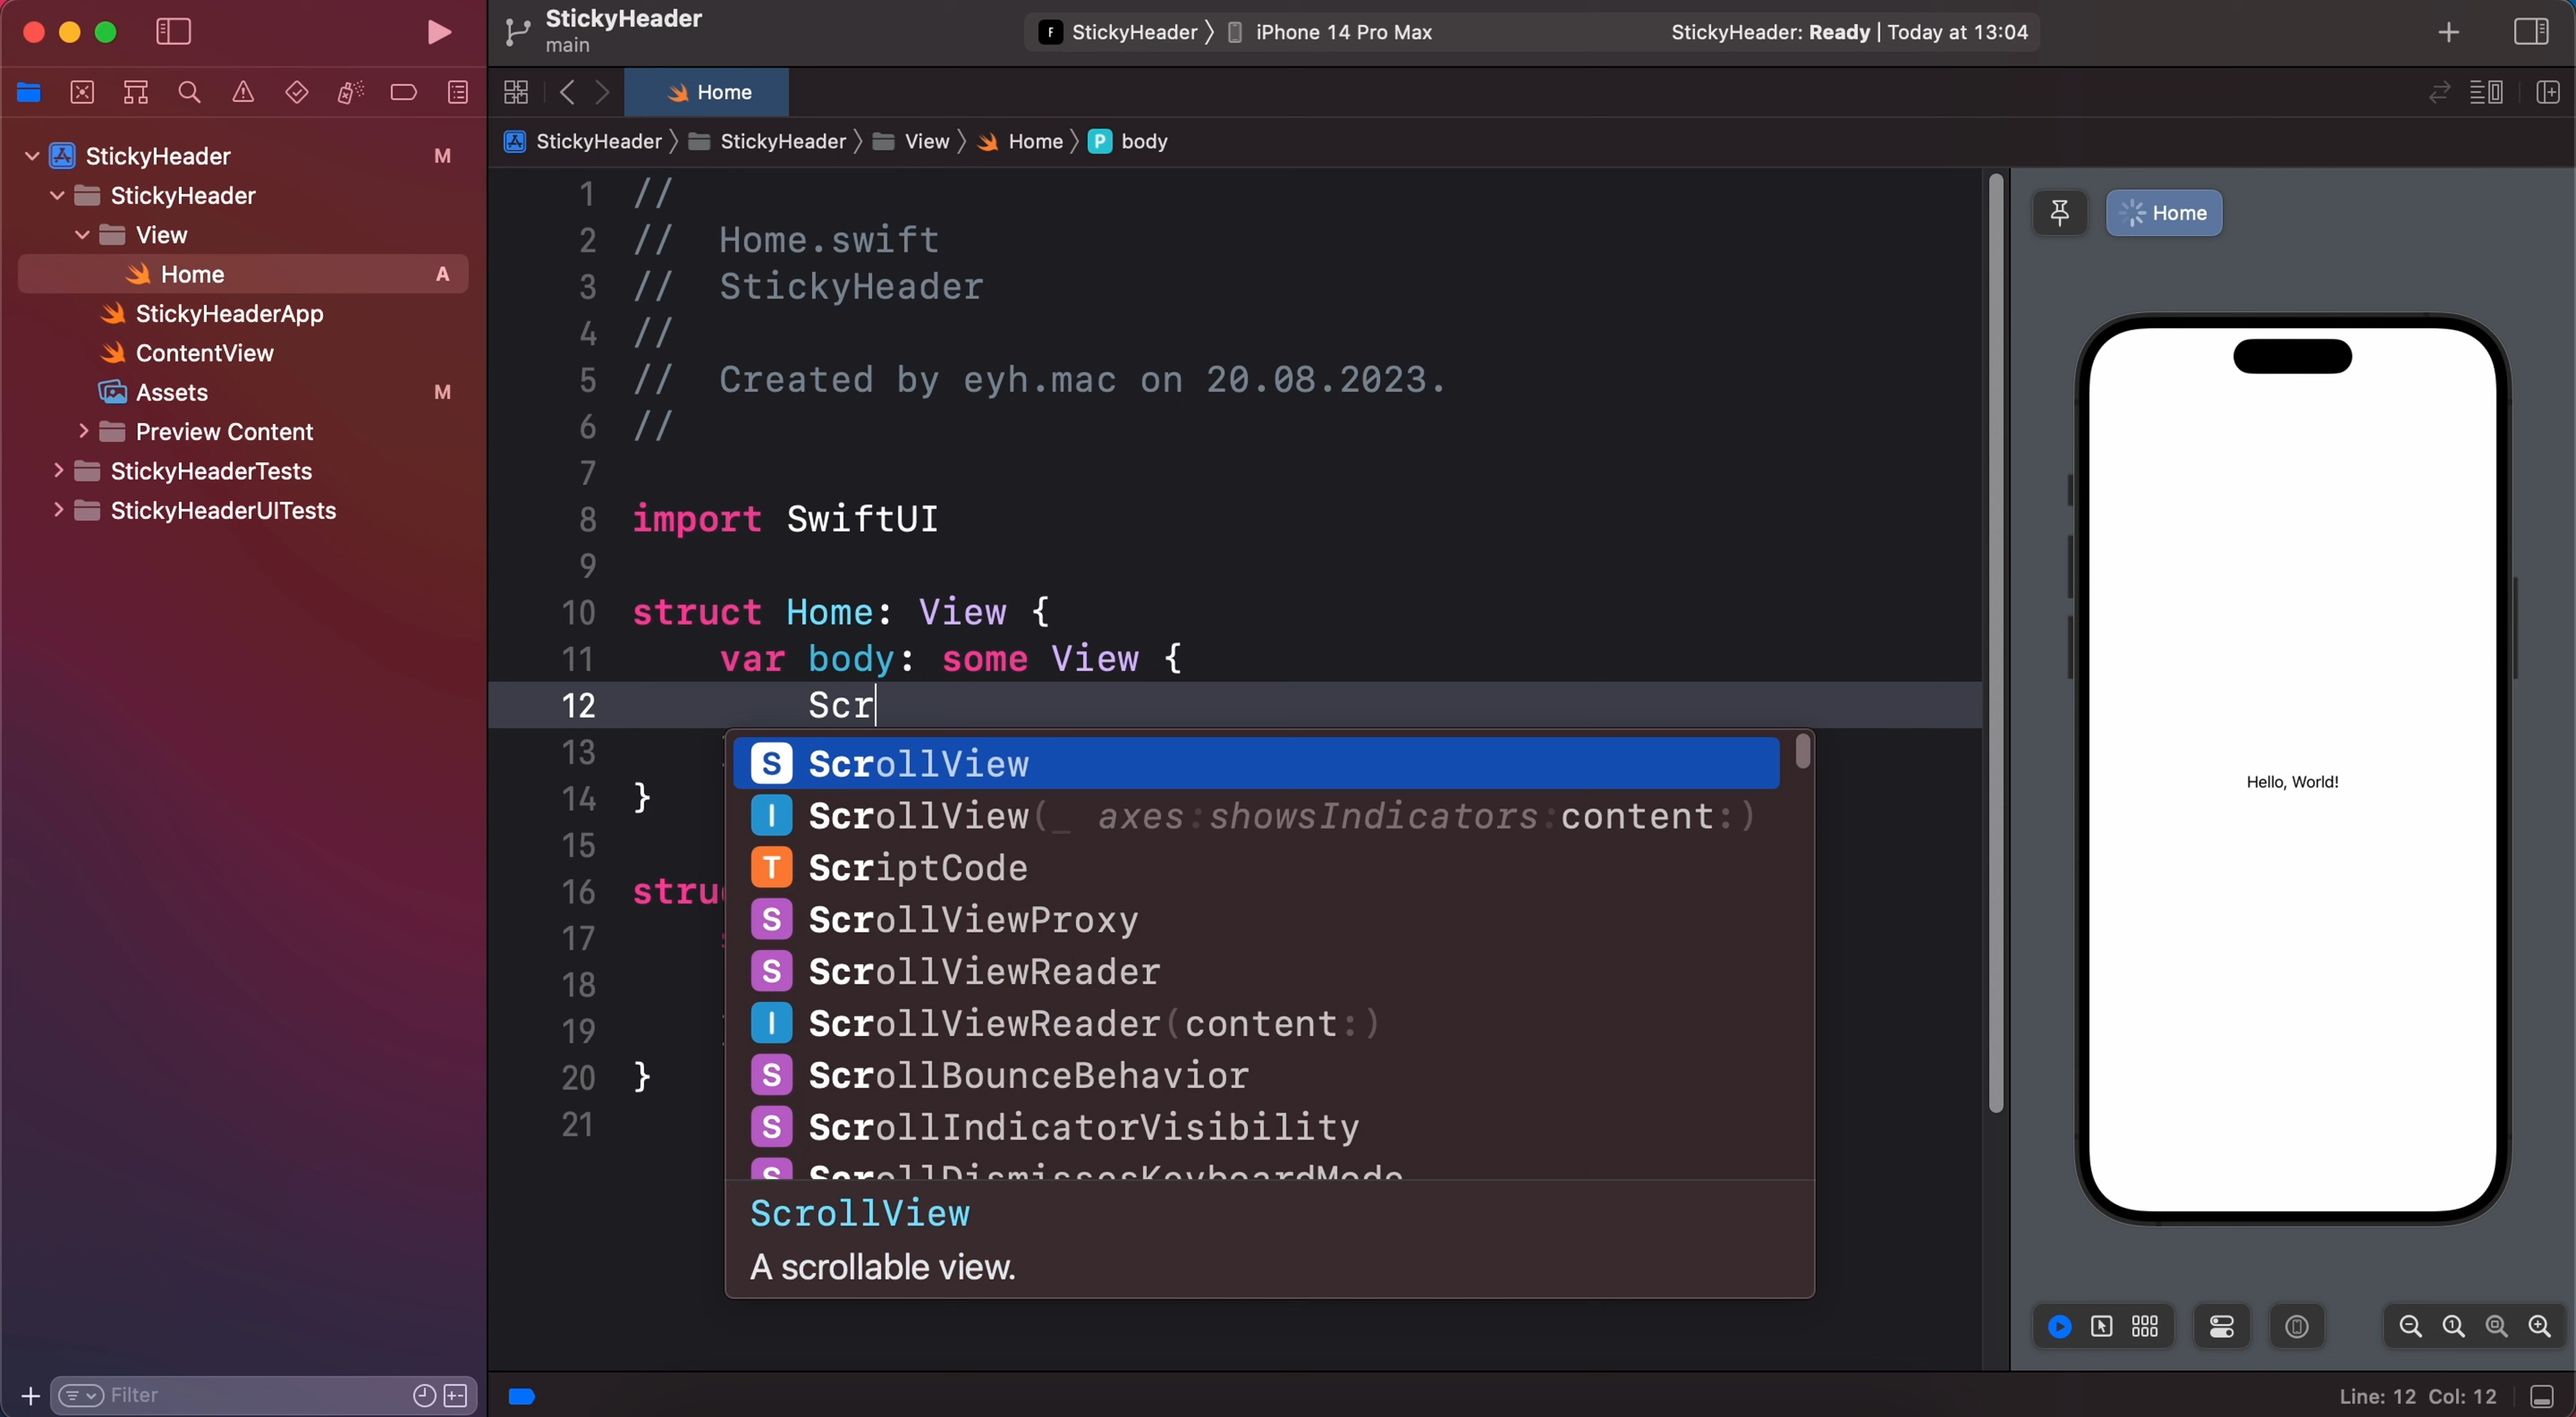 StickyHeader
main
StickyHeader 〉 iPhone 14 Pro Max
StickyHeader: Ready | Today at 13:04
Home
StickyHeader 〉 StickyHeader 〉 View 〉 Home 〉 P body
StickyHeader M
StickyHeader
View
Home A
StickyHeaderApp
ContentView
Assets M
Preview Content
StickyHeaderTests
StickyHeaderUITests
Filter
1 //
2 //  Home.swift
3 //  StickyHeader
4 //
5 //  Created by eyh.mac on 20.08.2023.
6 //
7
8 import SwiftUI
9
10 struct Home: View {
11     var body: some View {
12         Scr
13
14 }
15
16 stru
17
18
19
20 }
21
S ScrollView
I ScrollView(_ axes:showsIndicators:content:)
T ScriptCode
S ScrollViewProxy
S ScrollViewReader
I ScrollViewReader(content:)
S ScrollBounceBehavior
S ScrollIndicatorVisibility
S ScrollDismissesKeyboardMode
ScrollView
A scrollable view.
Home
Hello, World!
Line: 12 Col: 12